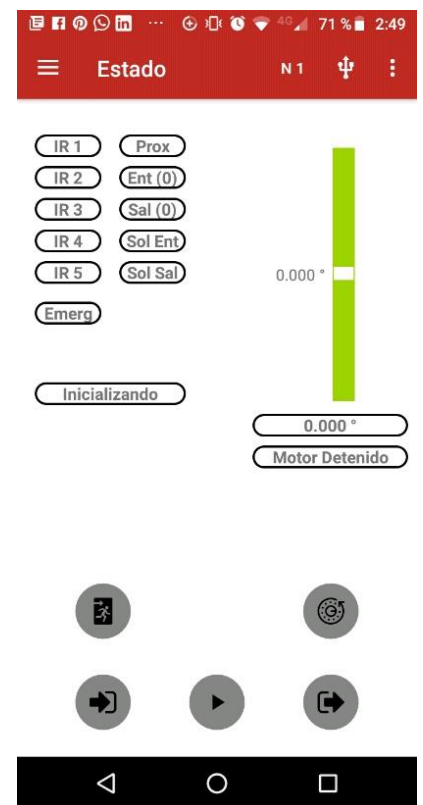 4G 71 % 2:49
Estado N 1
IR 1 Prox
IR 2 Ent (0)
IR 3 Sal (0)
IR 4 Sol Ent
IR 5 Sol Sal
0.000 °
Emerg
Inicializando
0.000 °
Motor Detenido